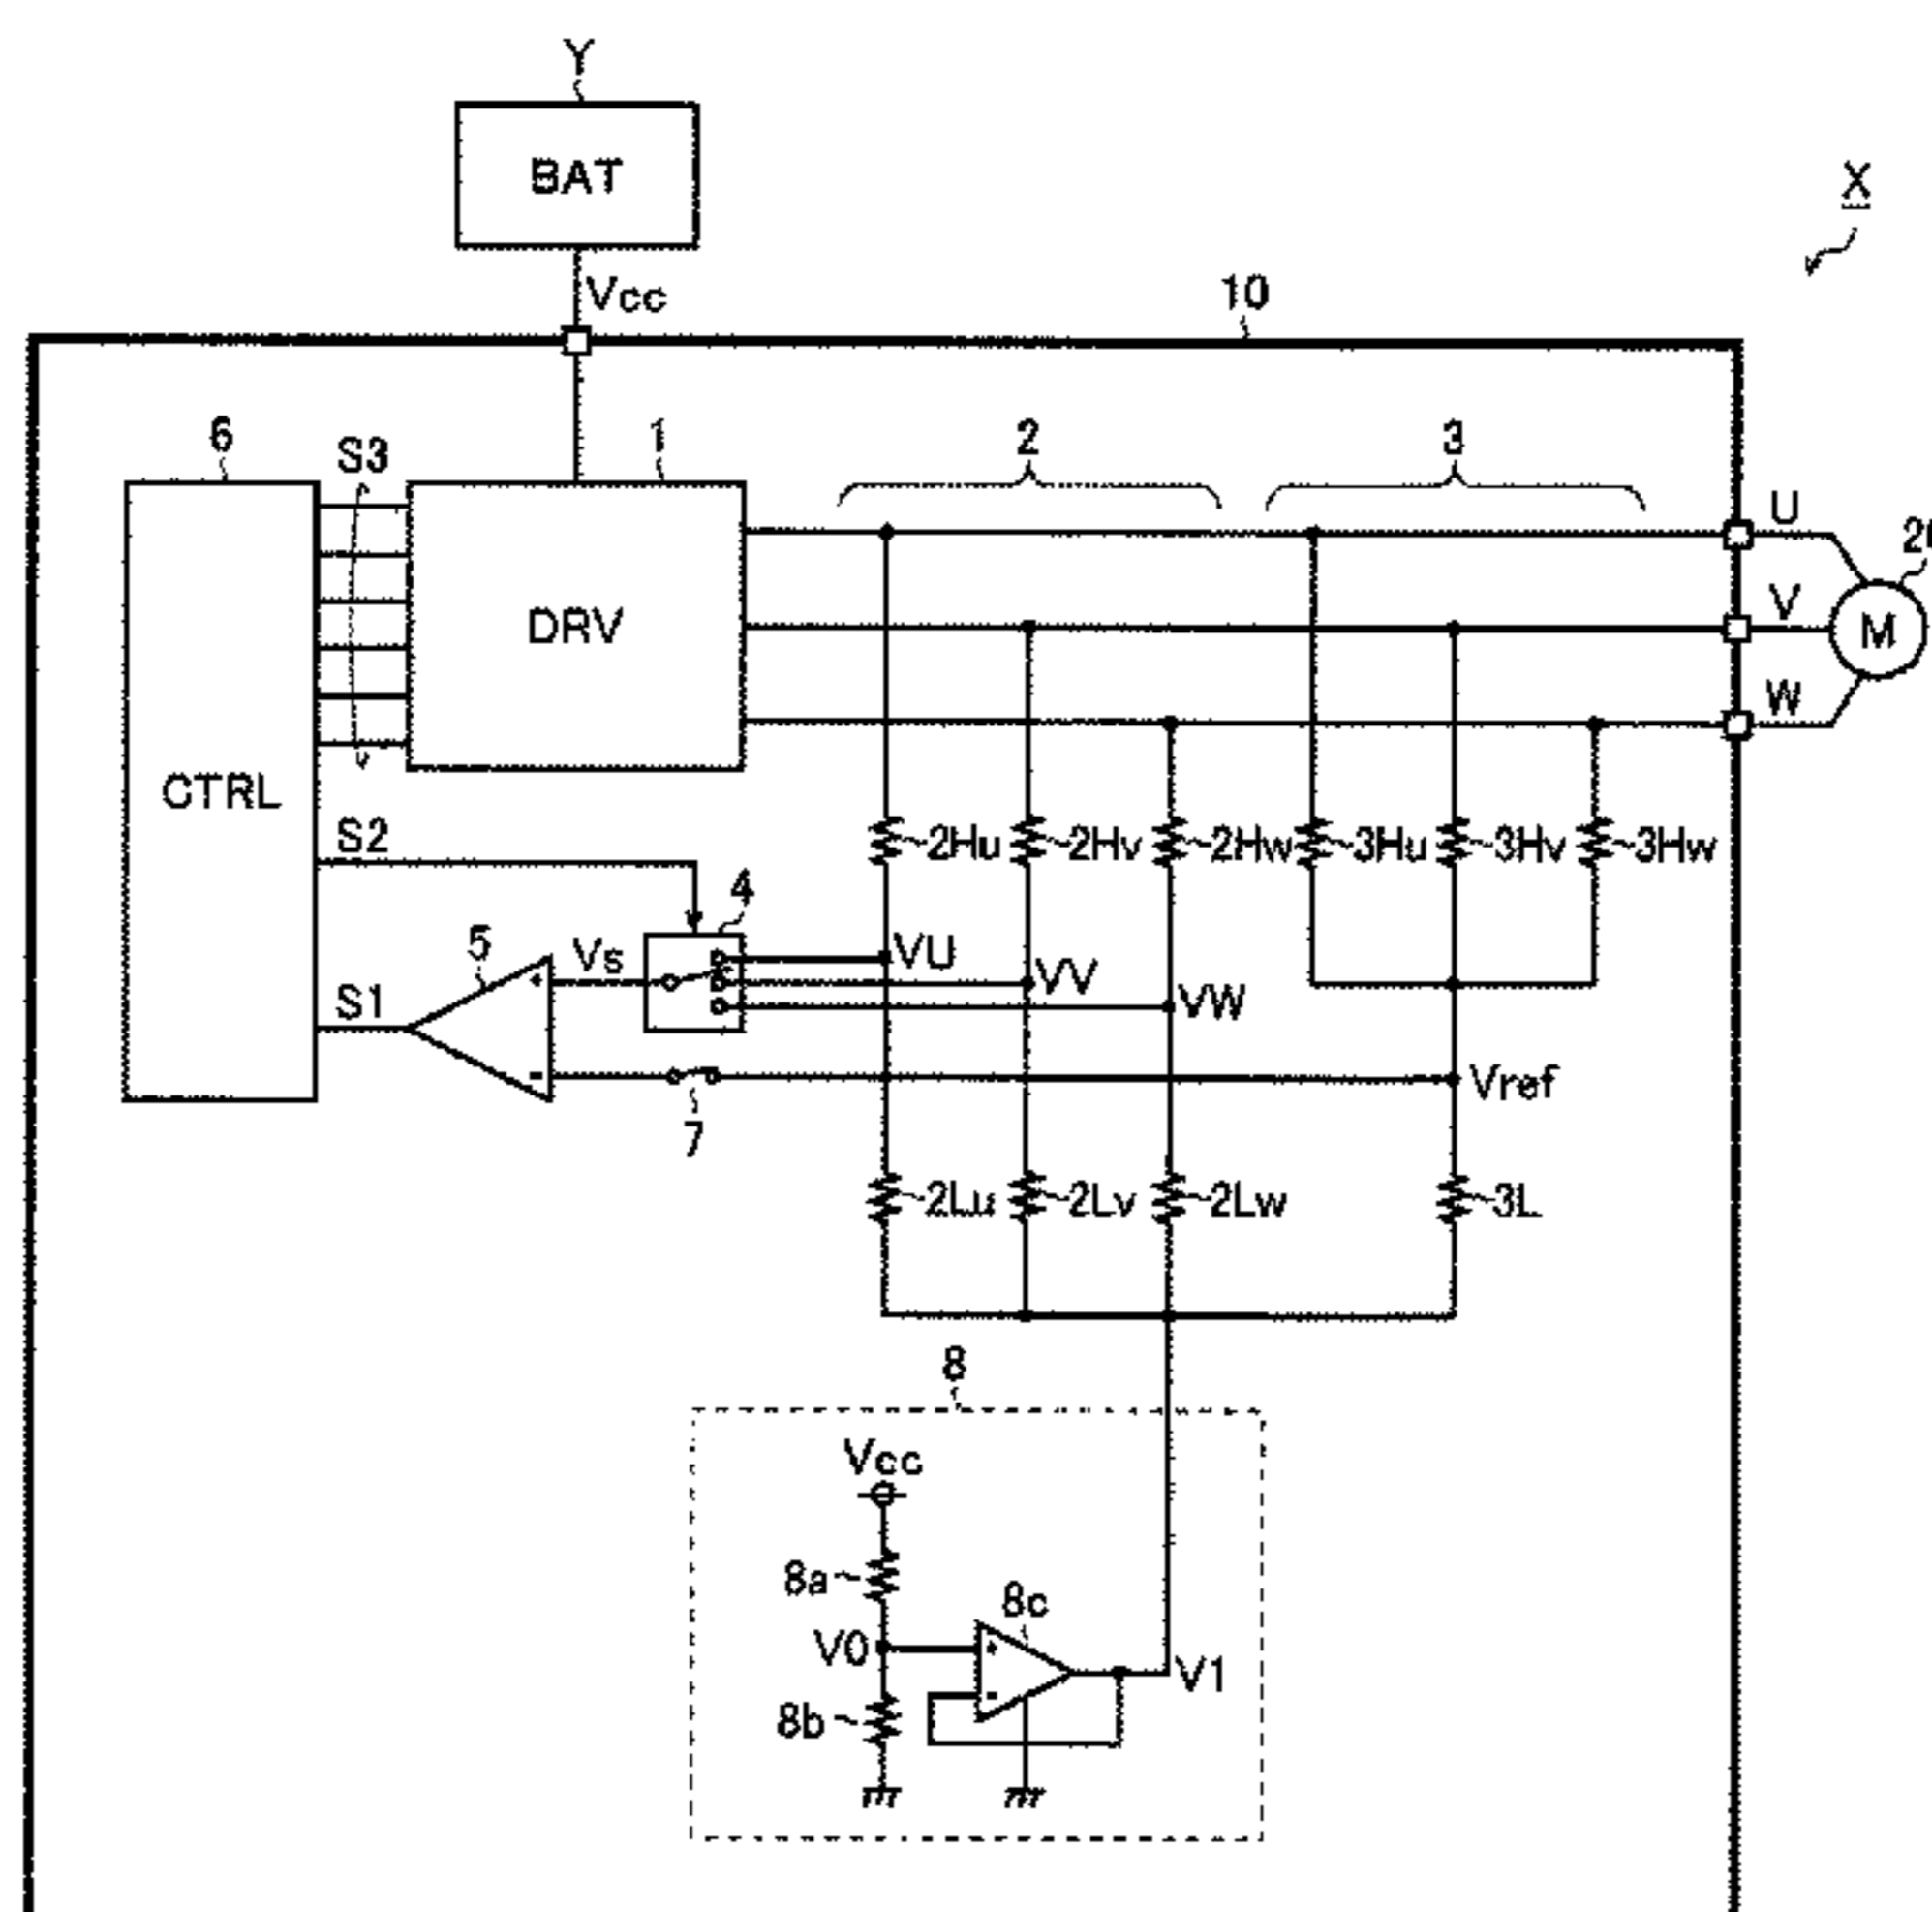 Y
BAT
X
Vcc
10
6
S3
1
2
3
U
V
W
M
DRV
CTRL
S2
2Hu
2Hv
2Hw
3Hu
3Hv
3Hw
4
5
Vs
VU
VV
VW
S1
+
-
7
Vref
2Lu
2Lv
2Lw
3L
8
Vcc
8a
8c
V0
+
-
V1
8b